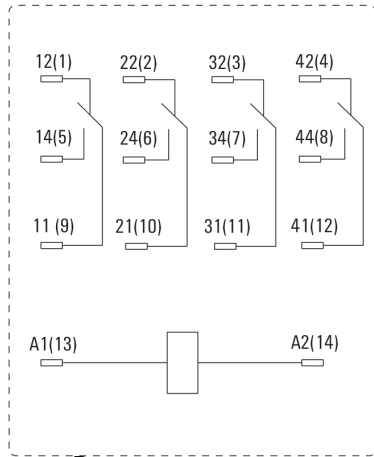 12(1) 22(2) 32(3) 42(4)
14(5) 24(6) 34(7) 44(8)
11 (9) 21(10) 31(11) 41(12)
A1(13) A2(14)